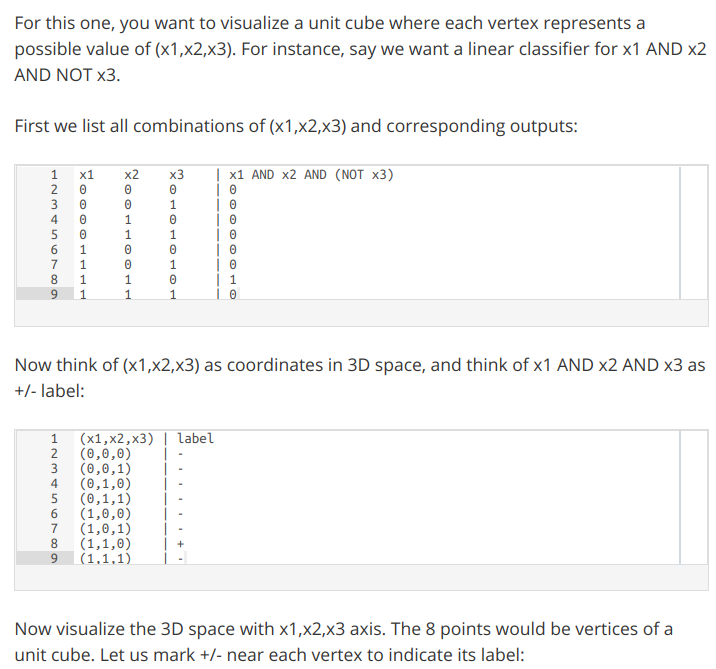 For this one, you want to visualize a unit cube where each vertex represents a
possible value of (x1,x2,x3). For instance, say we want a linear classifier for x1 AND x2
AND NOT x3.
First we list all combinations of (x1,x2,x3) and corresponding outputs:
1 x1 x2 x3 | x1 AND x2 AND (NOT x3)
2 0 0 0 | 0
3 0 0 1 | 0
4 0 1 0 | 0
5 0 1 1 | 0
6 1 0 0 | 0
7 1 0 1 | 0
8 1 1 0 | 1
9 1 1 1 | 0
Now think of (x1,x2,x3) as coordinates in 3D space, and think of x1 AND x2 AND x3 as
+/- label:
1 (x1,x2,x3) | label
2 (0,0,0) | -
3 (0,0,1) | -
4 (0,1,0) | -
5 (0,1,1) | -
6 (1,0,0) | -
7 (1,0,1) | -
8 (1,1,0) | +
9 (1,1,1) | -
Now visualize the 3D space with x1,x2,x3 axis. The 8 points would be vertices of a
unit cube. Let us mark +/- near each vertex to indicate its label: